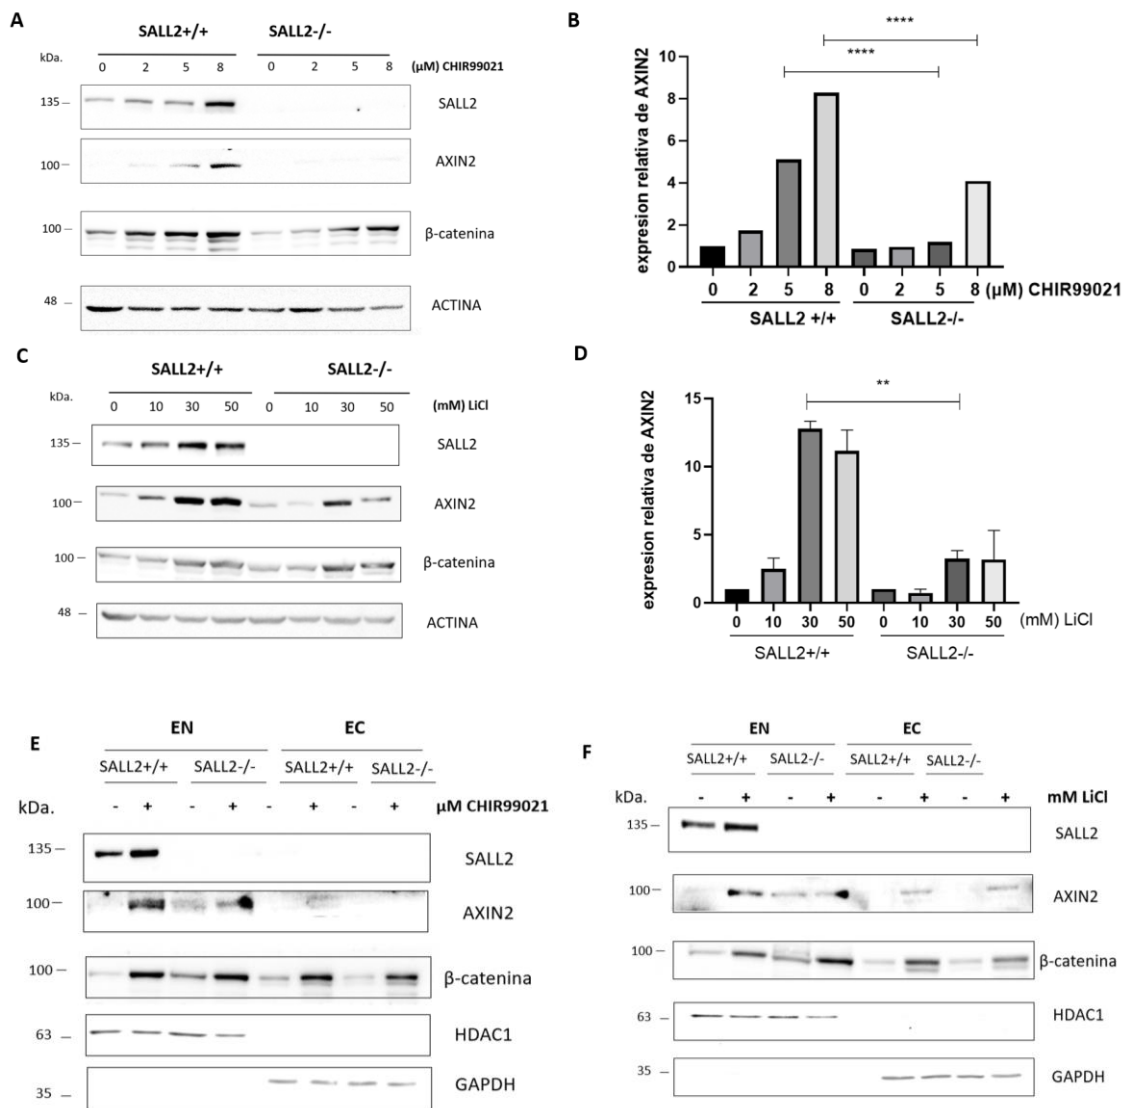 A
SALL2+/+ SALL2-/-
kDa.
0 2 5 8 0 2 5 8 (μM) CHIR99021
135 SALL2
100 AXIN2
100 β-catenina
48 ACTINA
B
**** 
****
expresion relativa de AXIN2
10
8
6
4
2
0
0 2 5 8 0 2 5 8 (μM) CHIR99021
SALL2 +/+ SALL2-/-
C
SALL2+/+ SALL2-/-
kDa.
0 10 30 50 0 10 30 50 (mM) LiCl
135 SALL2
100 AXIN2
100 β-catenina
48 ACTINA
D
**
expresion relativa de AXIN2
15
10
5
0
0 10 30 50 0 10 30 50 (mM) LiCl
SALL2+/+ SALL2-/-
E
EN EC
SALL2+/+ SALL2-/- SALL2+/+ SALL2-/-
kDa. - + - + - + - + μM CHIR99021
135 SALL2
100 AXIN2
100 β-catenina
63 HDAC1
35 GAPDH
F
EN EC
SALL2+/+ SALL2-/- SALL2+/+ SALL2-/-
kDa. - + - + - + - + mM LiCl
135 SALL2
100 AXIN2
100 β-catenina
63 HDAC1
35 GAPDH